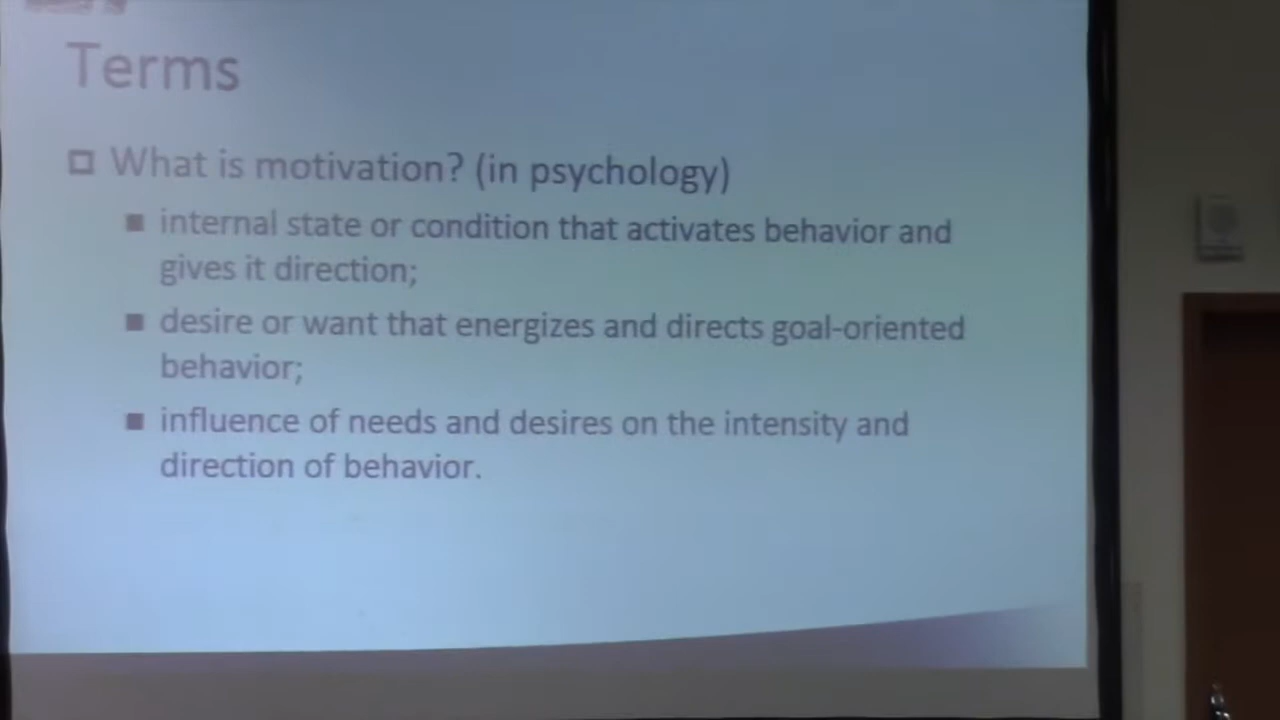 Terms
What is motivation? (in psychology)
internal state or condition that activates behavior and
gives it direction;
desire or want that energizes and directs goal-oriented
behavior;
influence of needs and desires on the intensity and
direction of behavior.